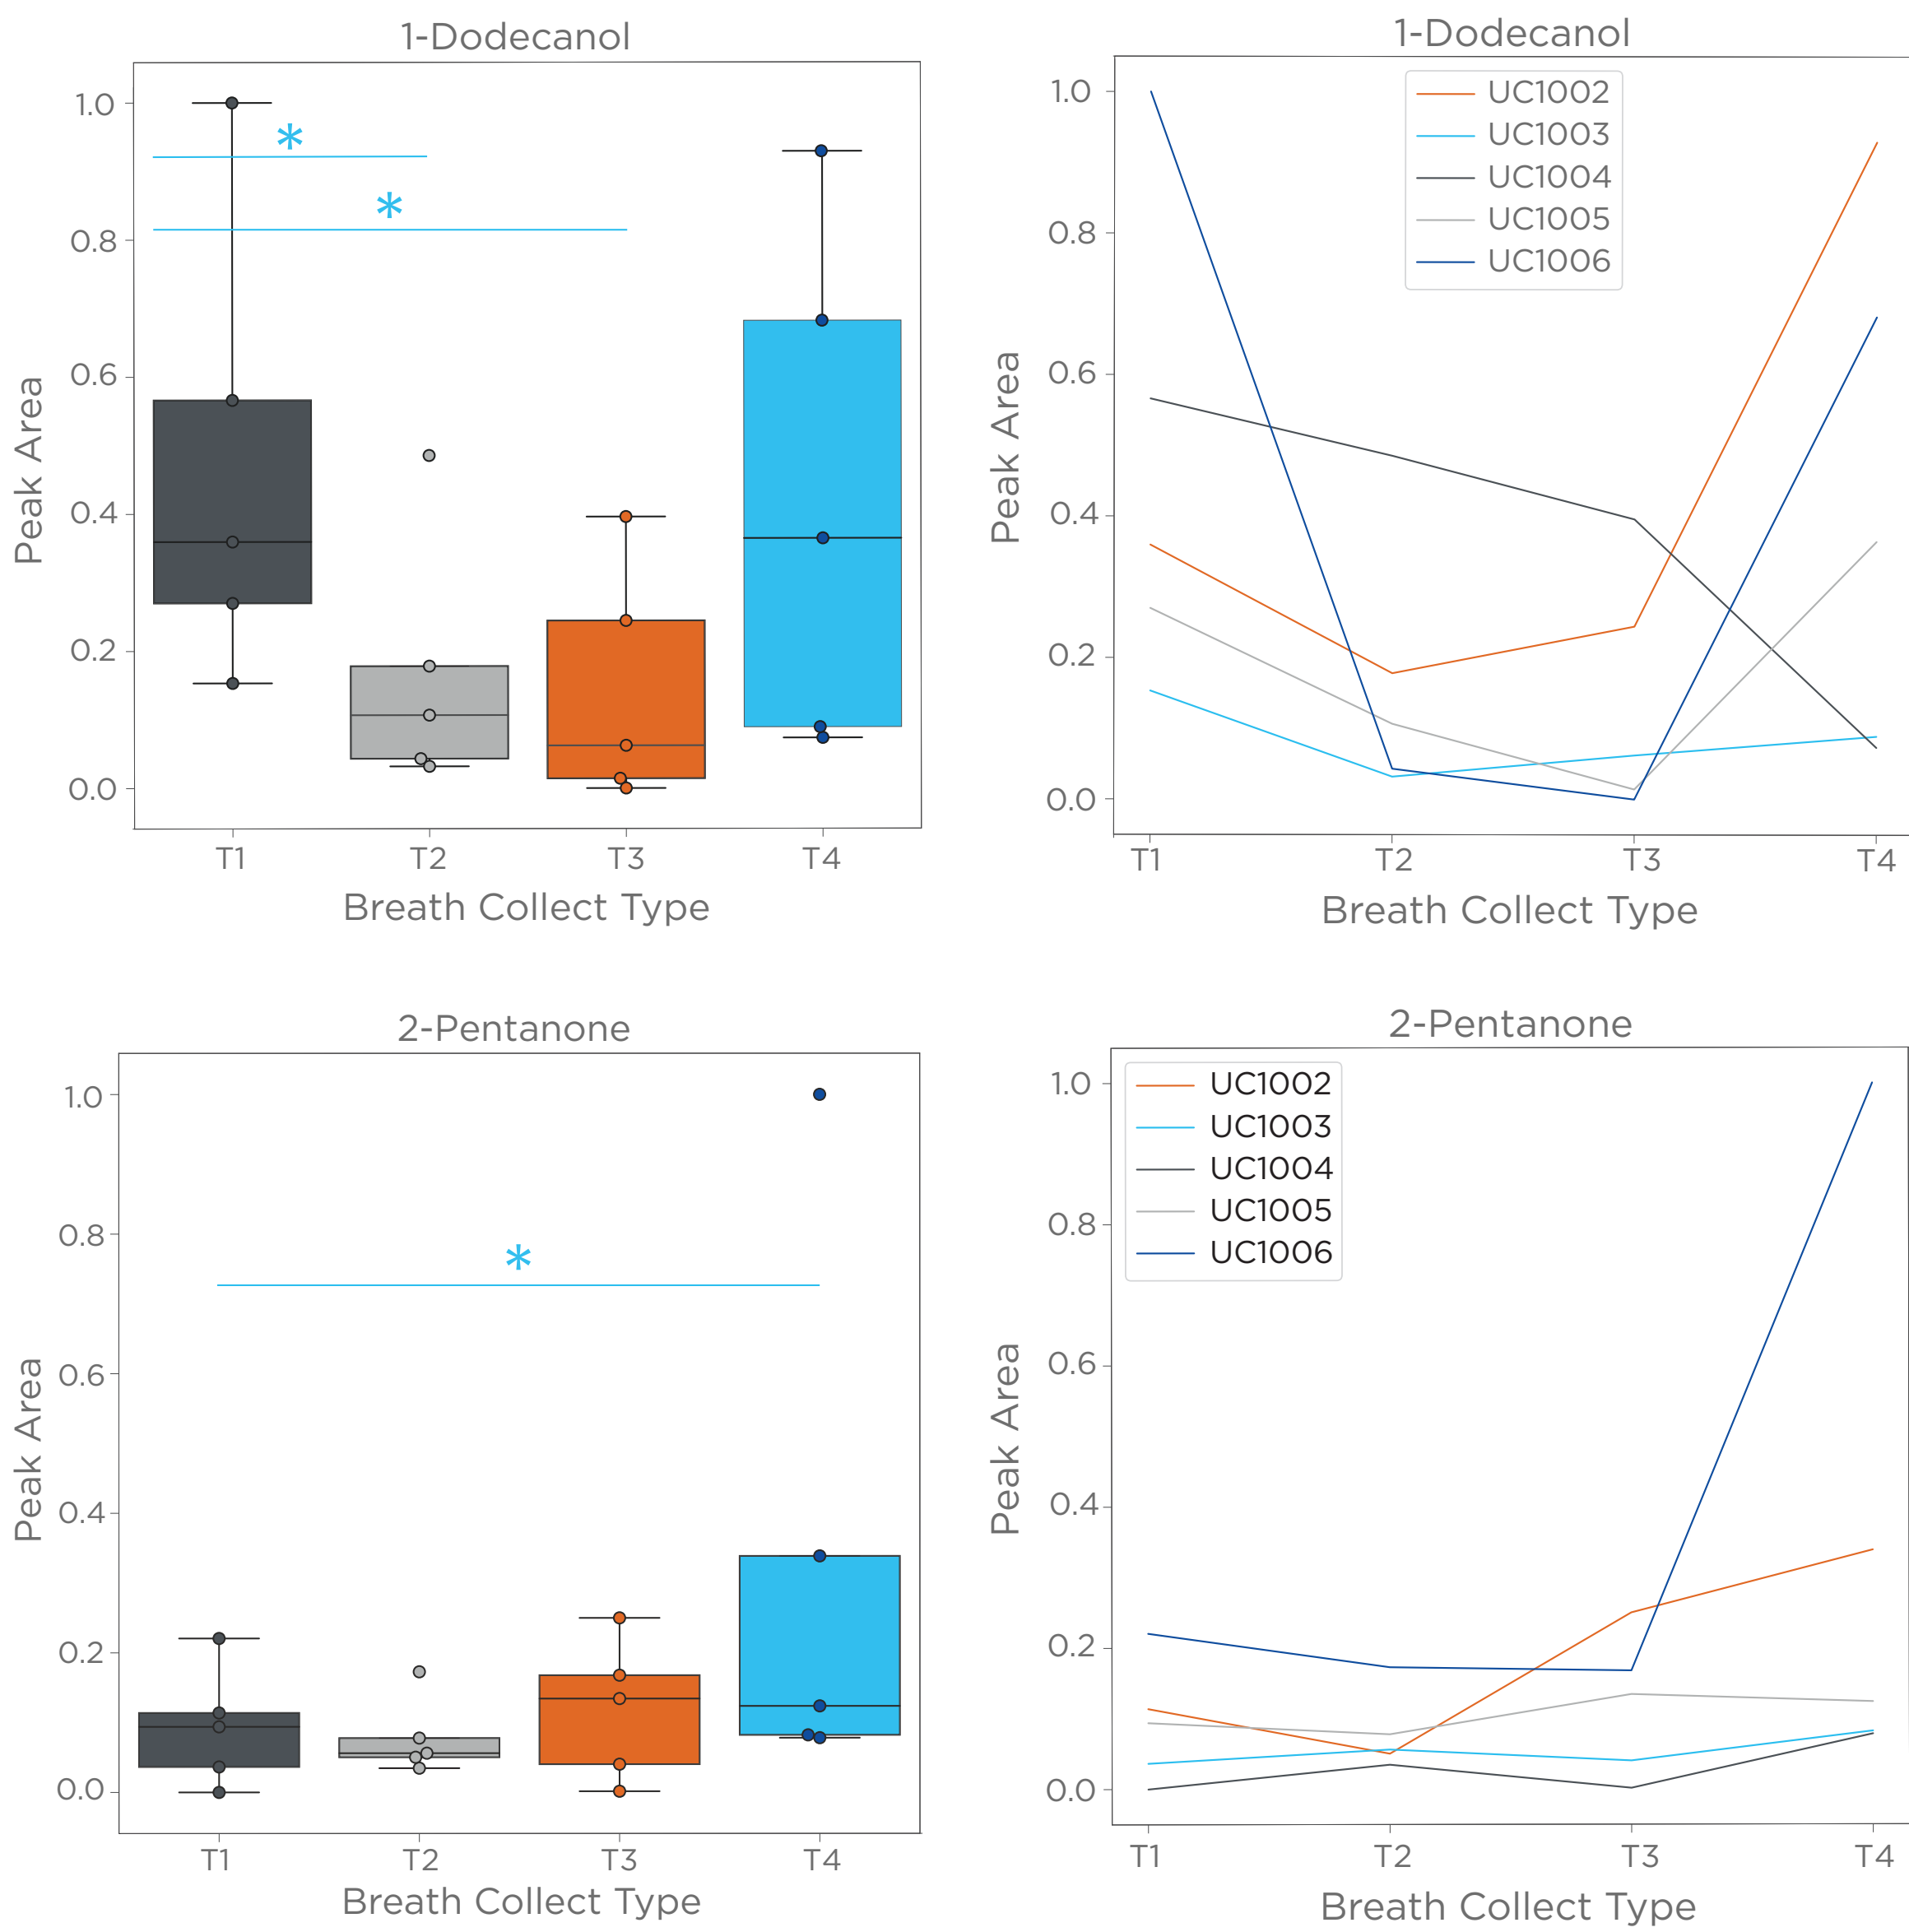 1-Dodecanol
Peak Area
1.0
0.8
0.6
0.4
0.2
0.0
*
*
T1 T2 T3 T4
Breath Collect Type
1-Dodecanol
Peak Area
1.0
0.8
0.6
0.4
0.2
0.0
UC1002
UC1003
UC1004
UC1005
UC1006
T1 T2 T3 T4
Breath Collect Type
2-Pentanone
Peak Area
1.0
0.8
0.6
0.4
0.2
0.0
*
T1 T2 T3 T4
Breath Collect Type
2-Pentanone
Peak Area
1.0
0.8
0.6
0.4
0.2
0.0
UC1002
UC1003
UC1004
UC1005
UC1006
T1 T2 T3 T4
Breath Collect Type